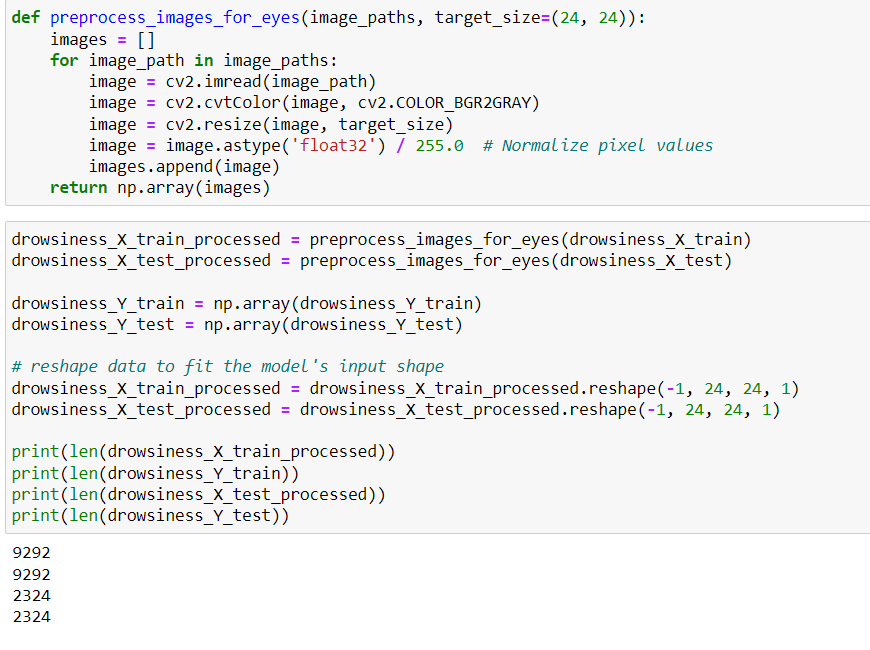 def preprocess_images_for_eyes(image_paths, target_size=(24, 24)):
    images = []
    for image_path in image_paths:
        image = cv2.imread(image_path)
        image = cv2.cvtColor(image, cv2.COLOR_BGR2GRAY)
        image = cv2.resize(image, target_size)
        image = image.astype('float32') / 255.0  # Normalize pixel values
        images.append(image)
    return np.array(images)
drowsiness_X_train_processed = preprocess_images_for_eyes(drowsiness_X_train)
drowsiness_X_test_processed = preprocess_images_for_eyes(drowsiness_X_test)
drowsiness_Y_train = np.array(drowsiness_Y_train)
drowsiness_Y_test = np.array(drowsiness_Y_test)
# reshape data to fit the model's input shape
drowsiness_X_train_processed = drowsiness_X_train_processed.reshape(-1, 24, 24, 1)
drowsiness_X_test_processed = drowsiness_X_test_processed.reshape(-1, 24, 24, 1)
print(len(drowsiness_X_train_processed))
print(len(drowsiness_Y_train))
print(len(drowsiness_X_test_processed))
print(len(drowsiness_Y_test))
9292
9292
2324
2324